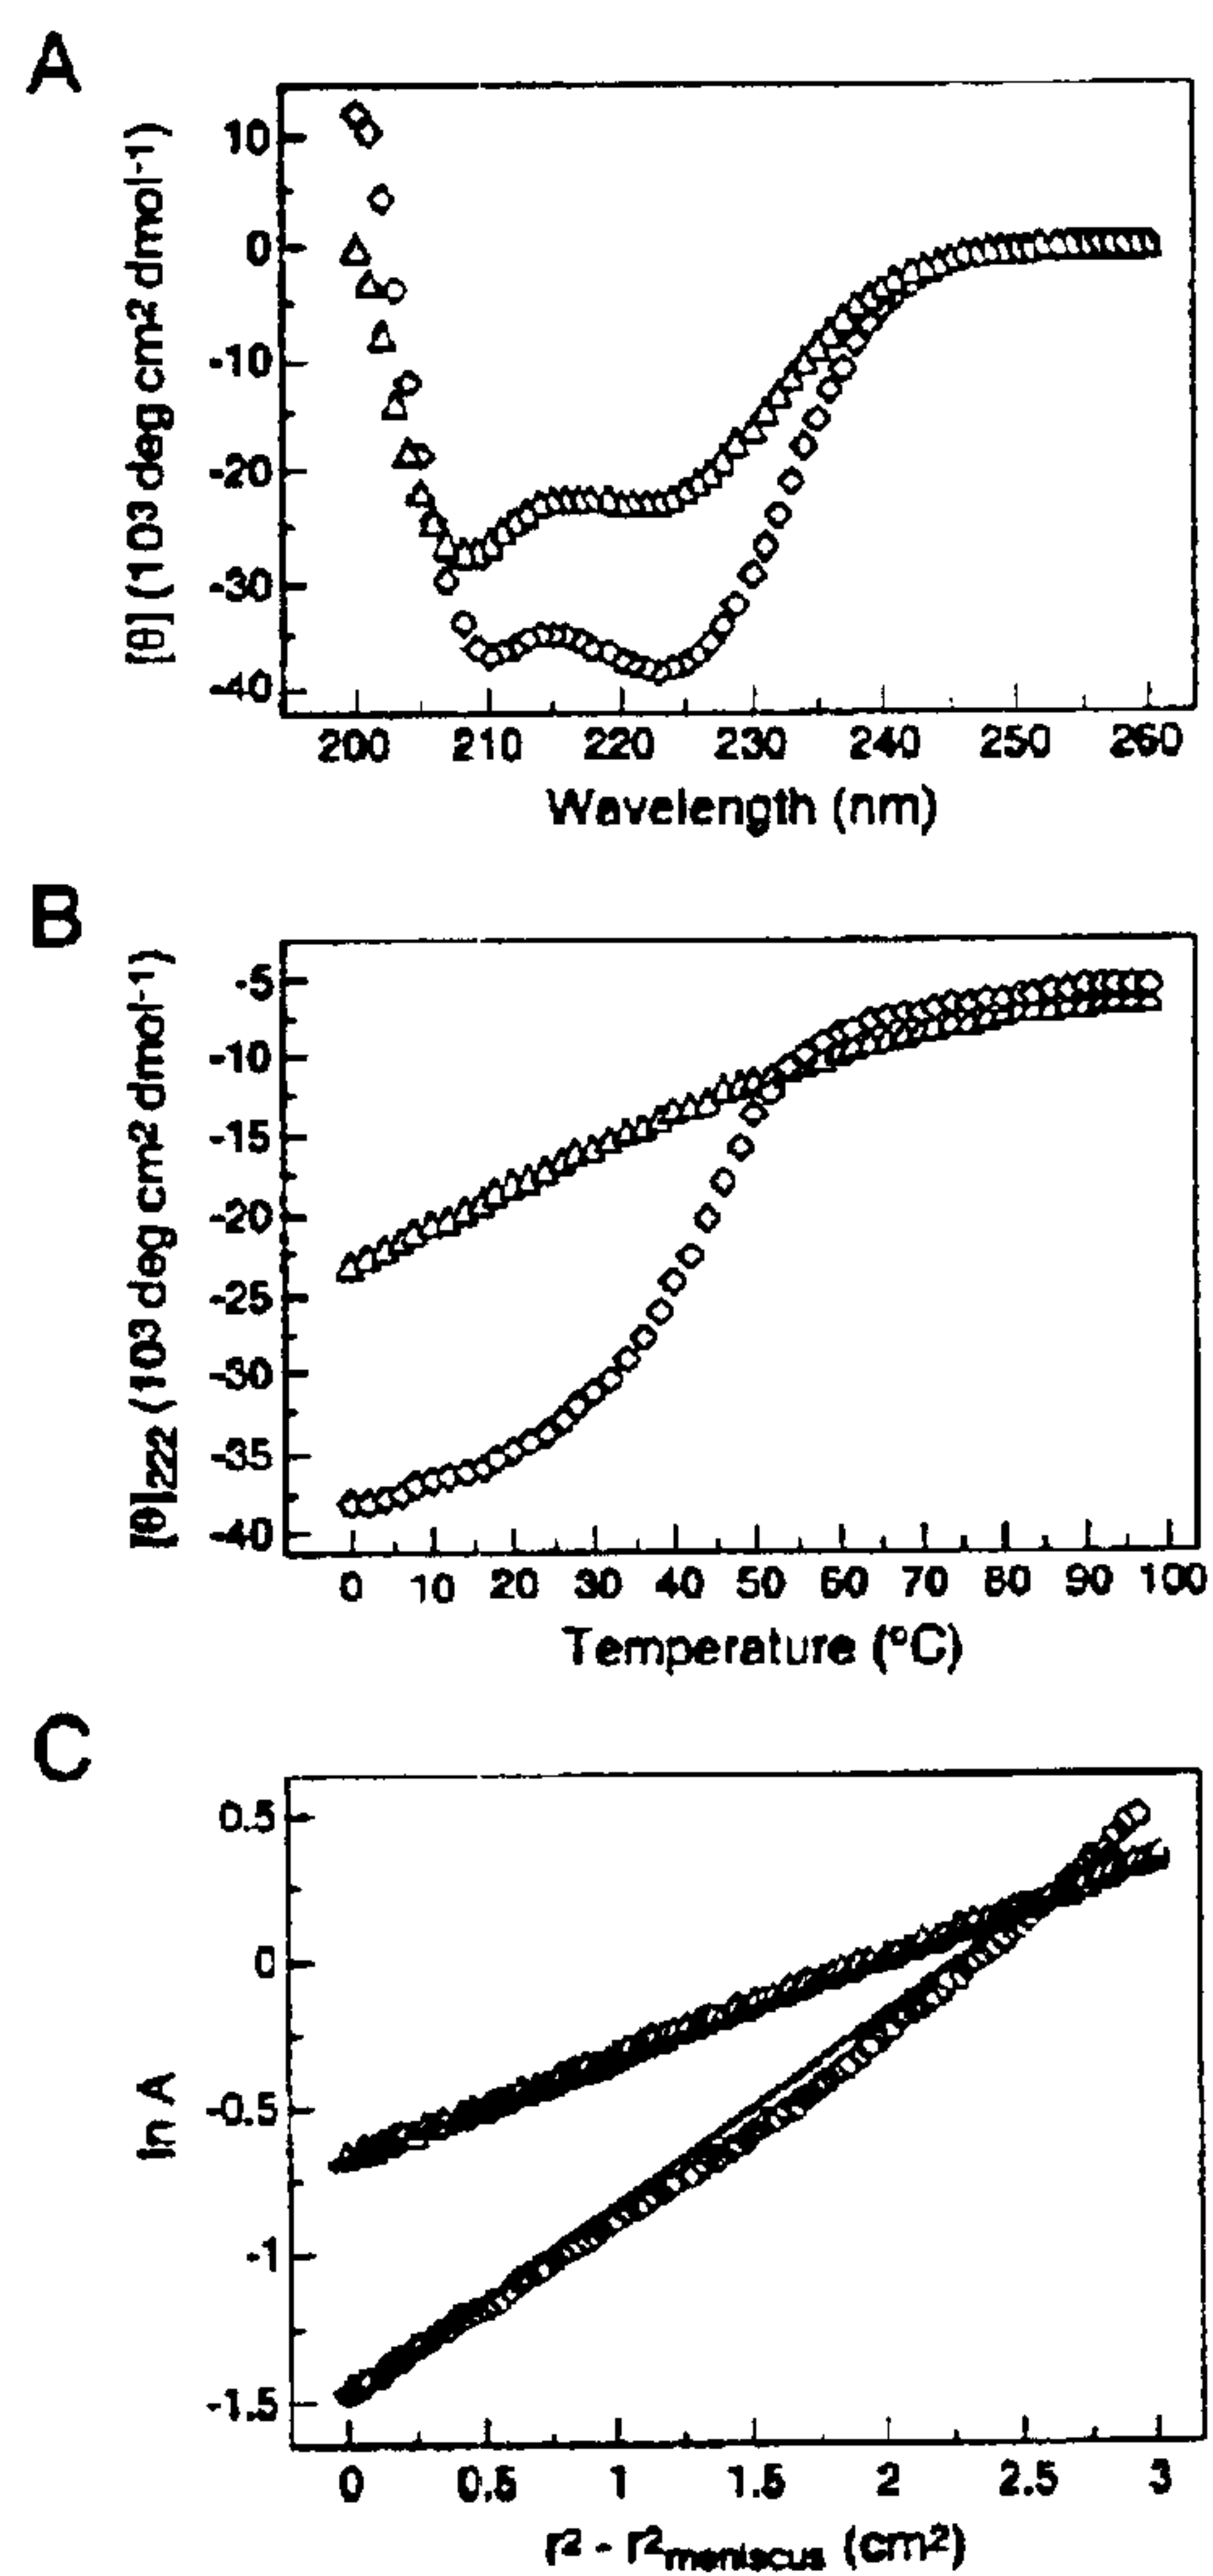 A
[θ] (10³ deg cm² dmol⁻¹)
10
0
-10
-20
-30
-40
200 210 220 230 240 250 260
Wavelength (nm)
B
[θ]₂₂₂ (10³ deg cm² dmol⁻¹)
-5
-10
-15
-20
-25
-30
-35
-40
0 10 20 30 40 50 60 70 80 90 100
Temperature (°C)
C
ln A
0.5
0
-0.5
-1
-1.5
0 0.5 1 1.5 2 2.5 3
r² - r²meniscus (cm²)